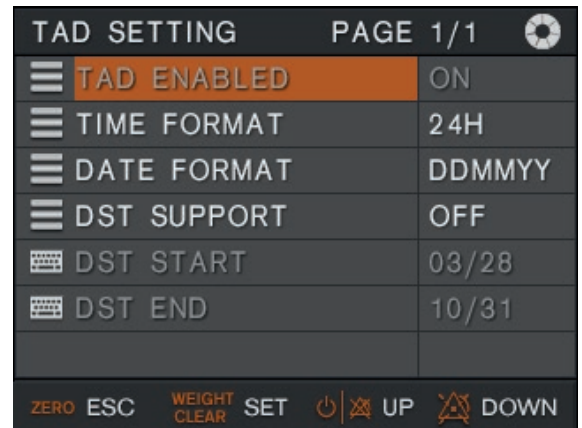 TAD SETTING PAGE 1/1
TAD ENABLED ON
TIME FORMAT 24H
DATE FORMAT DDMMYY
DST SUPPORT OFF
DST START 03/28
DST END 10/31
ZERO ESC WEIGHT CLEAR SET UP DOWN